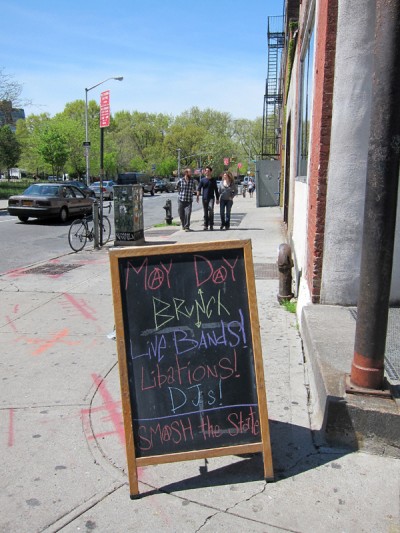 MAY DAY
BRUNCH
LIVE BANDS!
Libations!
DJs!
SMASH the State